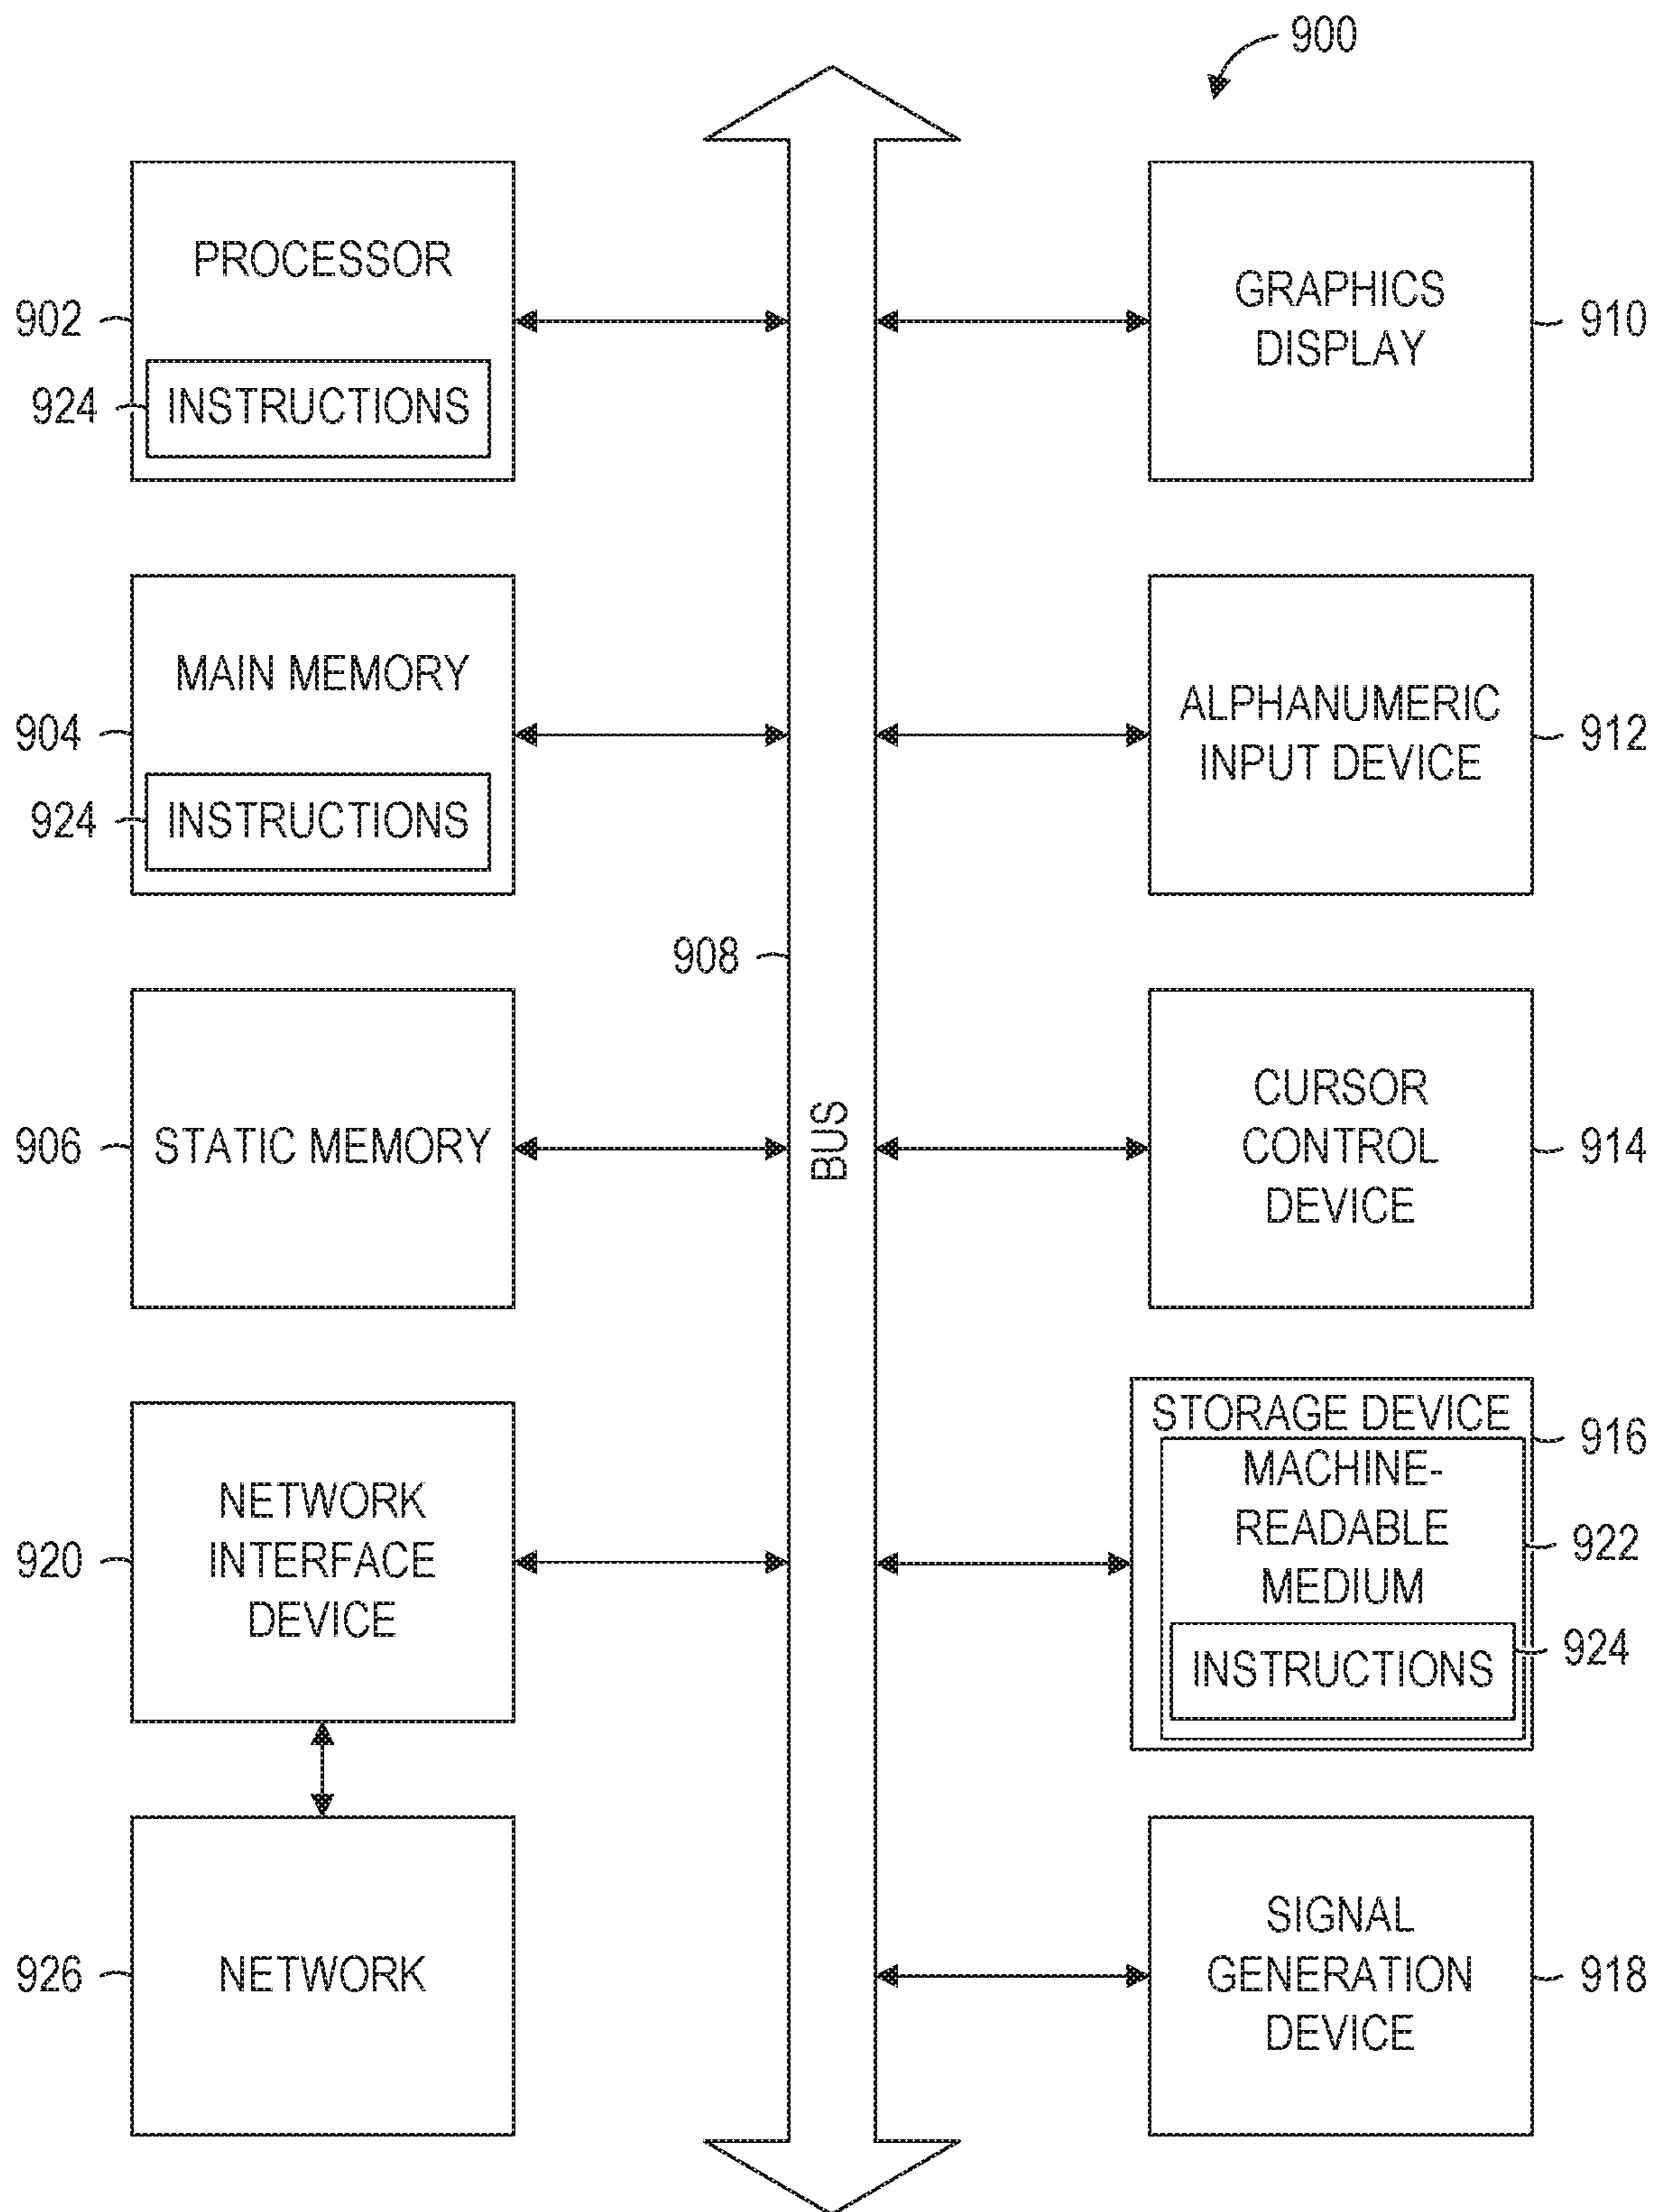 900
PROCESSOR
902
924
INSTRUCTIONS
MAIN MEMORY
904
924
INSTRUCTIONS
906
STATIC MEMORY
NETWORK
INTERFACE
DEVICE
920
926
NETWORK
908
BUS
GRAPHICS
DISPLAY
910
ALPHANUMERIC
INPUT DEVICE
912
CURSOR
CONTROL
DEVICE
914
STORAGE DEVICE
916
MACHINE-
READABLE
MEDIUM
922
INSTRUCTIONS
924
SIGNAL
GENERATION
DEVICE
918